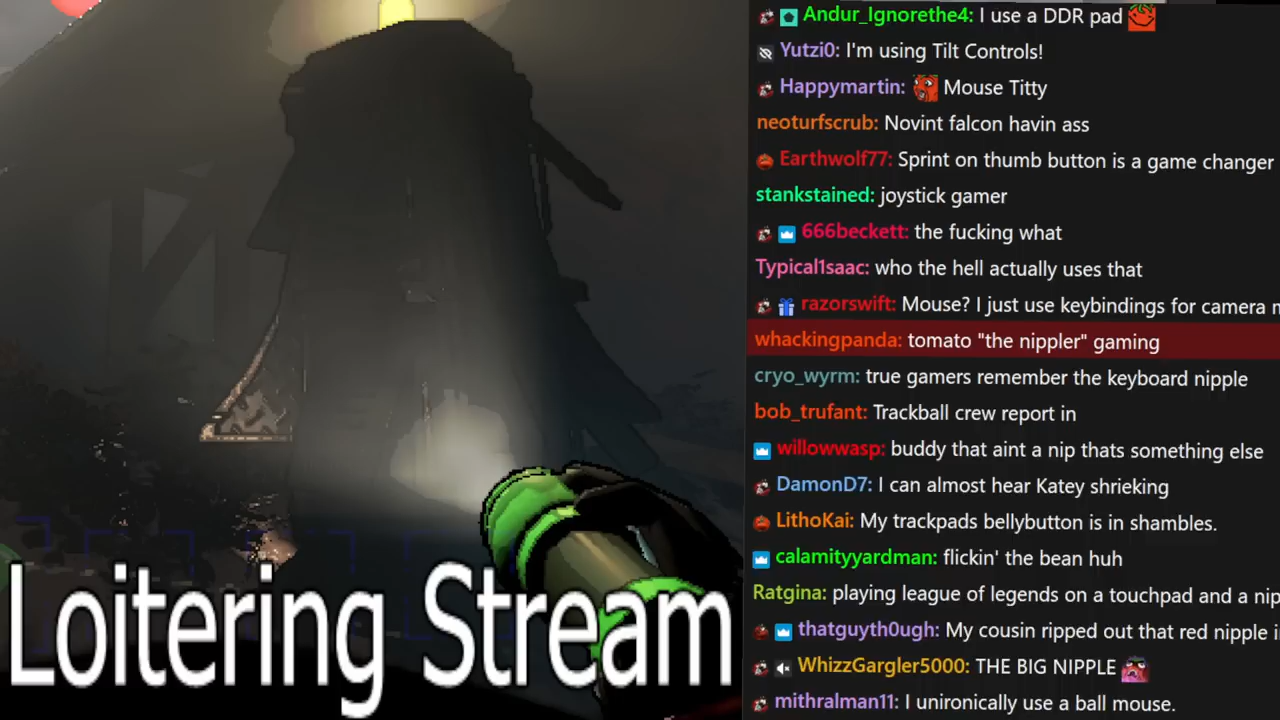 Andur_Ignorethe4: I use a DDR pad
Yutzi0: I'm using Tilt Controls!
Happymartin: Mouse Titty
neoturfscrub: Novint falcon havin ass
Earthwolf77: Sprint on thumb button is a game changer
stankstained: joystick gamer
666beckett: the fucking what
Typical1saac: who the hell actually uses that
razorswift: Mouse? I just use keybindings for camera
whackingpanda: tomato "the nippler" gaming
cryo_wyrm: true gamers remember the keyboard nipple
bob_trufant: Trackball crew report in
willowwasp: buddy that aint a nip thats something else
DamonD7: I can almost hear Katey shrieking
LithoKai: My trackpads bellybutton is in shambles.
calamityyardman: flickin' the bean huh
Ratgina: playing league of legends on a touchpad and a nip
thatguyth0ugh: My cousin ripped out that red nipple
WhizzGargler5000: THE BIG NIPPLE
mithralman11: I unironically use a ball mouse.
Loitering Stream